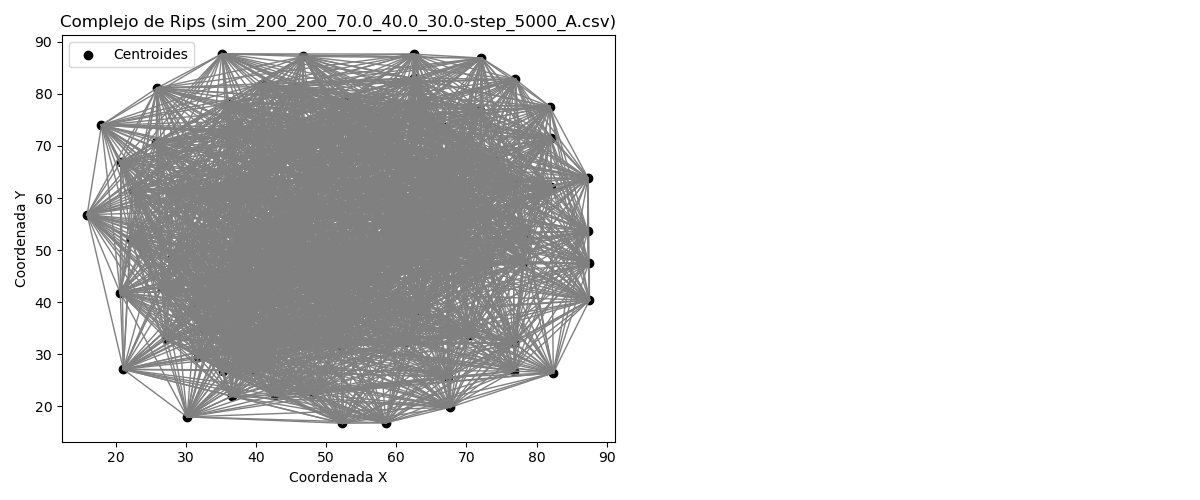 Complejo de Rips (sim_200_200_70.0_40.0_30.0-step_5000_A.csv)
Centroides
90
80
70
60
50
40
30
20
Coordenada Y
20 30 40 50 60 70 80 90
Coordenada X